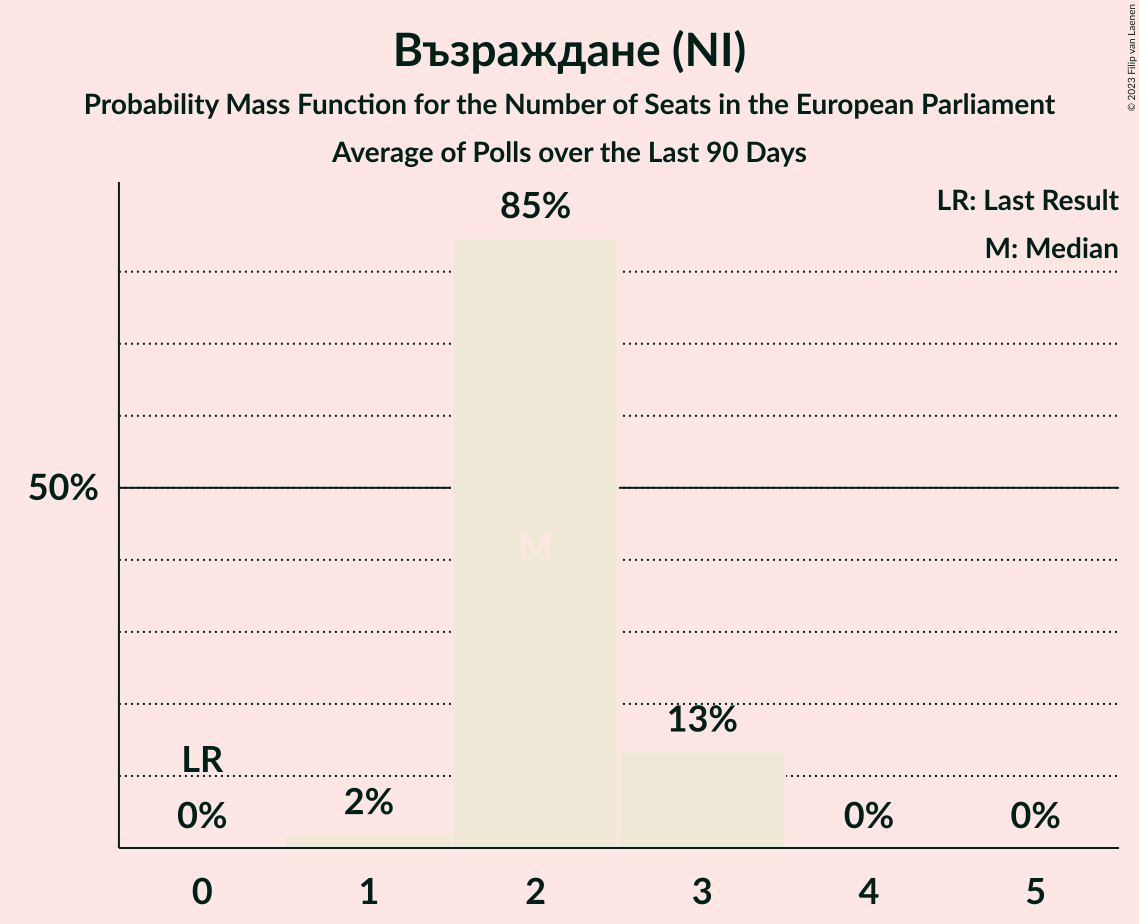 Възраждане (NI)
Probability Mass Function for the Number of Seats in the European Parliament
Average of Polls over the Last 90 Days
© 2023 Filip van Laenen
LR: Last Result
M: Median
85%
50%
M
13%
LR
2%
0%
0%
0%
0 1 2 3 4 5